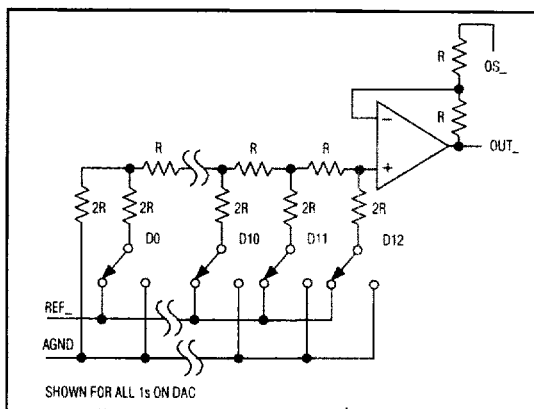 R
OS_
R
R
R
R
OUT_
−
+
2R
2R
2R
2R
2R
D0
D10
D11
D12
REF_
AGND
SHOWN FOR ALL 1s ON DAC